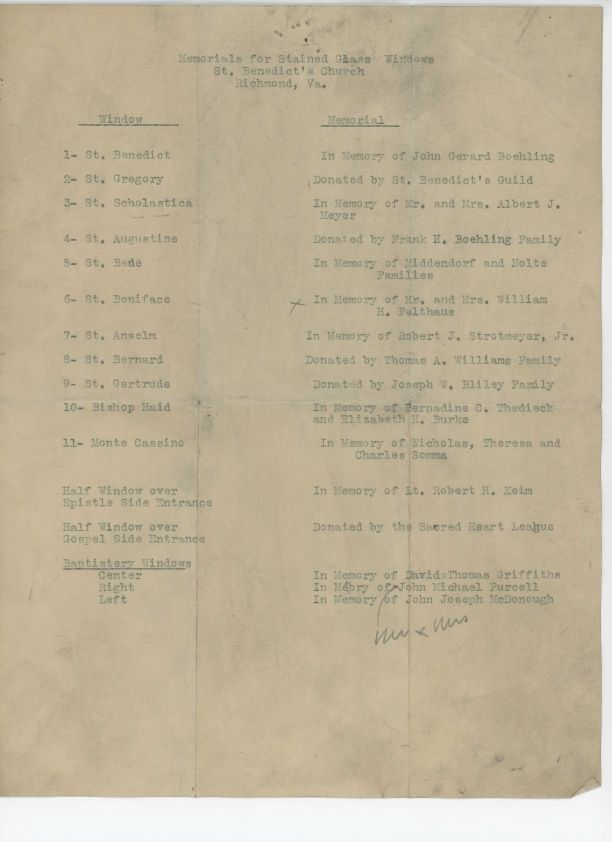 Memorials for Stained Glass Windows
St. Benedict's Church
Richmond, Va.
Window Memorial
1- St. Benedict In Memory of John Gerard Boehling
2- St. Gregory Donated by St. Benedict's Guild
3- St. Scholastica In Memory of Mr. and Mrs. Albert J.
Meyer
4- St. Augustine Donated by Frank H. Boehling Family
5- St. Bede In Memory of Middendorf and Nolte
Families
6- St. Boniface x In Memory of Mr. and Mrs. William
H. Felthaus
7- St. Anselm In Memory of Robert J. Strotmeyer, Jr.
8- St. Bernard Donated by Thomas A. Williams Family
9- St. Gertrude Donated by Joseph W. Bliley Family
10- Bishop Haid In Memory of Bernadine C. Thedieck
and Elizabeth H. Burke
11- Monte Cassino In Memory of Nicholas, Theresa and
Charles Somma
Half Window over In Memory of Lt. Robert H. Keim
Epistle Side Entrance
Half Window over Donated by the Sacred Heart League
Gospel Side Entrance
Baptistery Windows
Center In Memory of David Thomas Griffiths
Right In Memory of John Michael Purcell
Left In Memory of John Joseph McDonough
Mr & Mrs